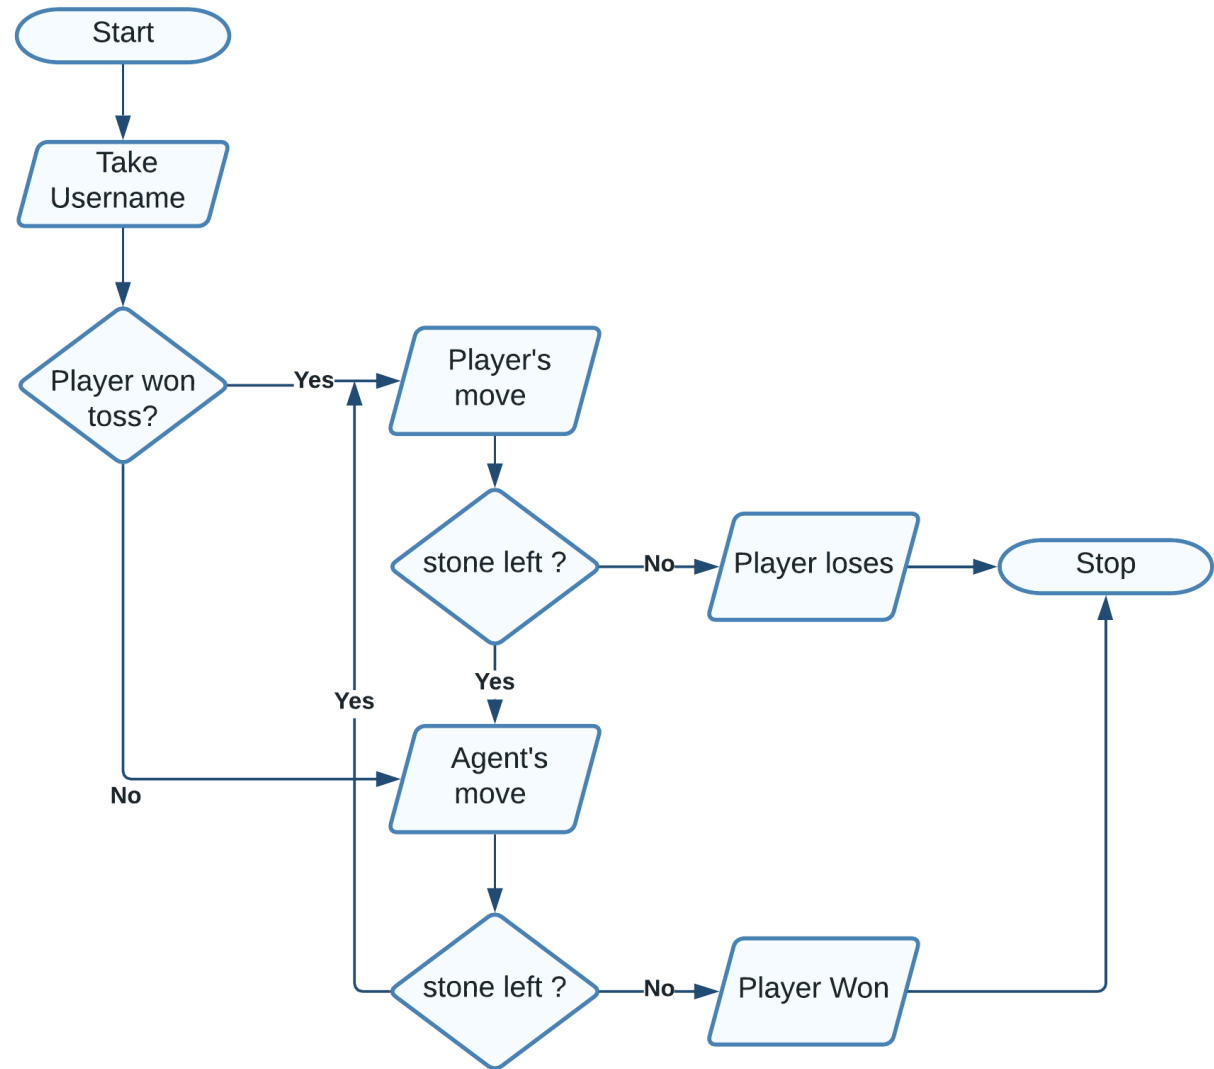 Start
Take
Username
Player won
toss?
Yes
Player's
move
stone left ?
No
Player loses
Stop
Yes
Yes
No
Agent's
move
stone left ?
No
Player Won